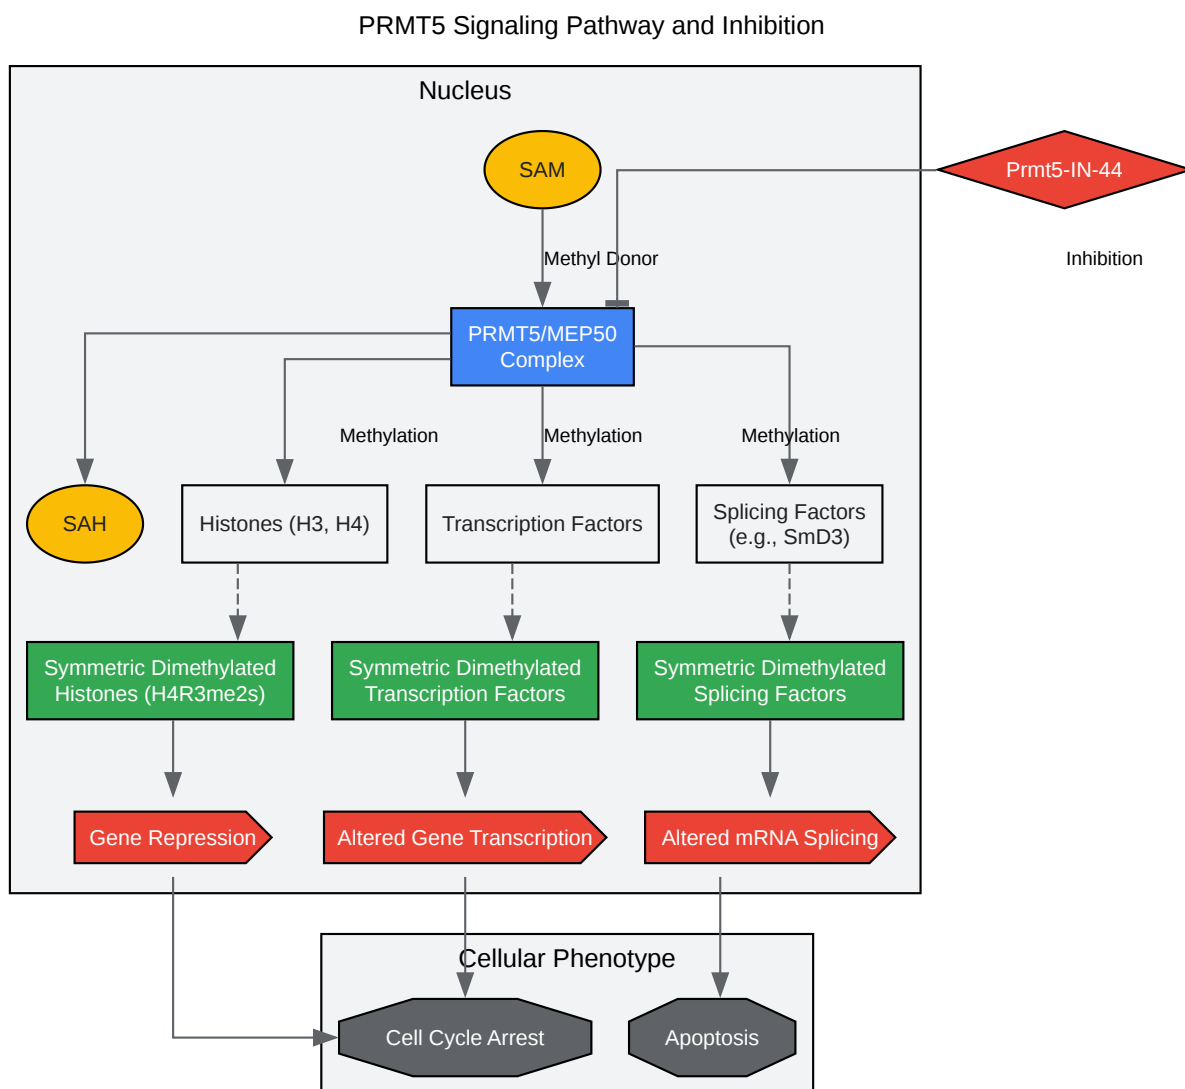 PRMT5 Signaling Pathway and Inhibition
Nucleus
SAM
Prmt5-IN-44
Methyl Donor
Inhibition
PRMT5/MEP50
Complex
Methylation
Methylation
Methylation
SAH
Histones (H3, H4)
Transcription Factors
Splicing Factors
(e.g., SmD3)
Symmetric Dimethylated
Histones (H4R3me2s)
Symmetric Dimethylated
Transcription Factors
Symmetric Dimethylated
Splicing Factors
Gene Repression
Altered Gene Transcription
Altered mRNA Splicing
Cellular Phenotype
Cell Cycle Arrest
Apoptosis